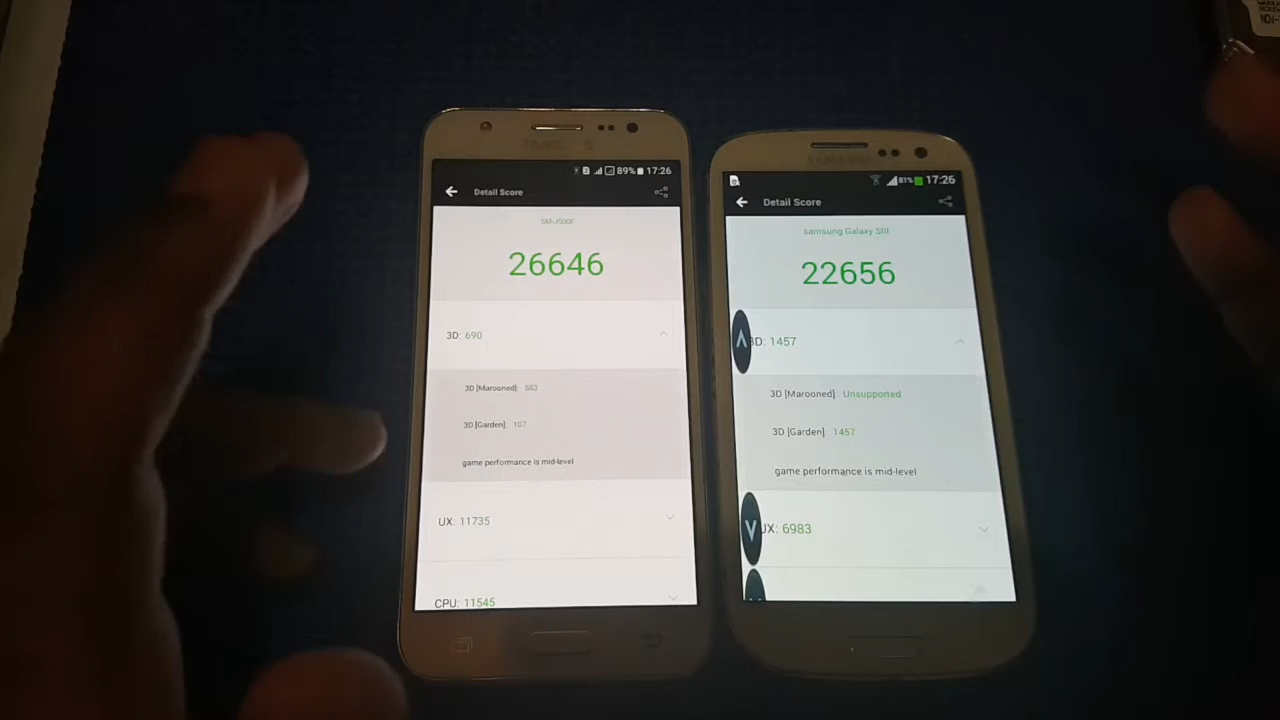 89% 17:26
Detail Score
SM-J500F
26646
3D: 690
3D [Marooned]: 583
3D [Garden]: 107
game performance is mid-level
UX: 11735
CPU: 11545
81% 17:26
Detail Score
samsung Galaxy SIII
22656
3D: 1457
3D [Marooned]: Unsupported
3D [Garden]: 1457
game performance is mid-level
UX: 6983